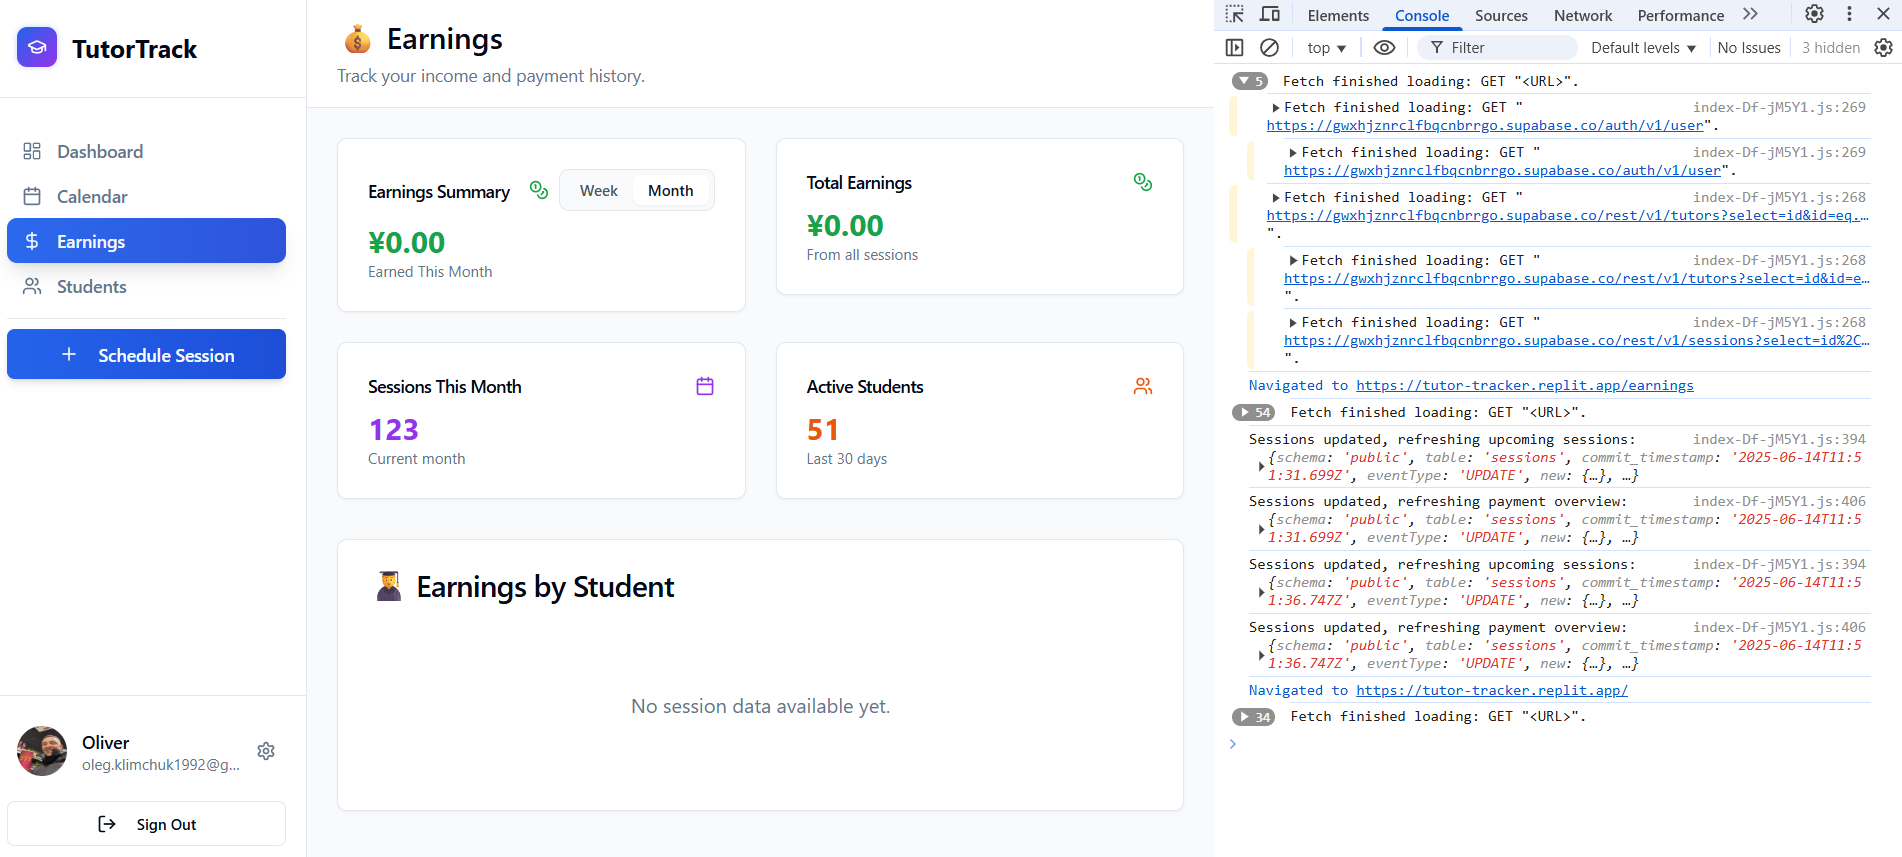 TutorTrack
Dashboard
Calendar
Earnings
Students
Schedule Session
Oliver
oleg.klimchuk1992@g...
Sign Out
Earnings
Track your income and payment history.
Earnings Summary
Week
Month
¥0.00
Earned This Month
Total Earnings
¥0.00
From all sessions
Sessions This Month
123
Current month
Active Students
51
Last 30 days
Earnings by Student
No session data available yet.
Elements
Console
Sources
Network
Performance
top
Filter
Default levels
No Issues
3 hidden
5 Fetch finished loading: GET "<URL>".
Fetch finished loading: GET " index-Df-jM5Y1.js:269
https://gwxhjznrclfbqcnbrrgo.supabase.co/auth/v1/user".
Fetch finished loading: GET " index-Df-jM5Y1.js:269
https://gwxhjznrclfbqcnbrrgo.supabase.co/auth/v1/user".
Fetch finished loading: GET " index-Df-jM5Y1.js:268
https://gwxhjznrclfbqcnbrrgo.supabase.co/rest/v1/tutors?select=id&id=eq.…
".
Fetch finished loading: GET " index-Df-jM5Y1.js:268
https://gwxhjznrclfbqcnbrrgo.supabase.co/rest/v1/tutors?select=id&id=e…
".
Fetch finished loading: GET " index-Df-jM5Y1.js:268
https://gwxhjznrclfbqcnbrrgo.supabase.co/rest/v1/sessions?select=id%2C…
".
Navigated to https://tutor-tracker.replit.app/earnings
54 Fetch finished loading: GET "<URL>".
Sessions updated, refreshing upcoming sessions: index-Df-jM5Y1.js:394
{schema: 'public', table: 'sessions', commit_timestamp: '2025-06-14T11:5
1:31.699Z', eventType: 'UPDATE', new: {…}, …}
Sessions updated, refreshing payment overview: index-Df-jM5Y1.js:406
{schema: 'public', table: 'sessions', commit_timestamp: '2025-06-14T11:5
1:31.699Z', eventType: 'UPDATE', new: {…}, …}
Sessions updated, refreshing upcoming sessions: index-Df-jM5Y1.js:394
{schema: 'public', table: 'sessions', commit_timestamp: '2025-06-14T11:5
1:36.747Z', eventType: 'UPDATE', new: {…}, …}
Sessions updated, refreshing payment overview: index-Df-jM5Y1.js:406
{schema: 'public', table: 'sessions', commit_timestamp: '2025-06-14T11:5
1:36.747Z', eventType: 'UPDATE', new: {…}, …}
Navigated to https://tutor-tracker.replit.app/
34 Fetch finished loading: GET "<URL>".